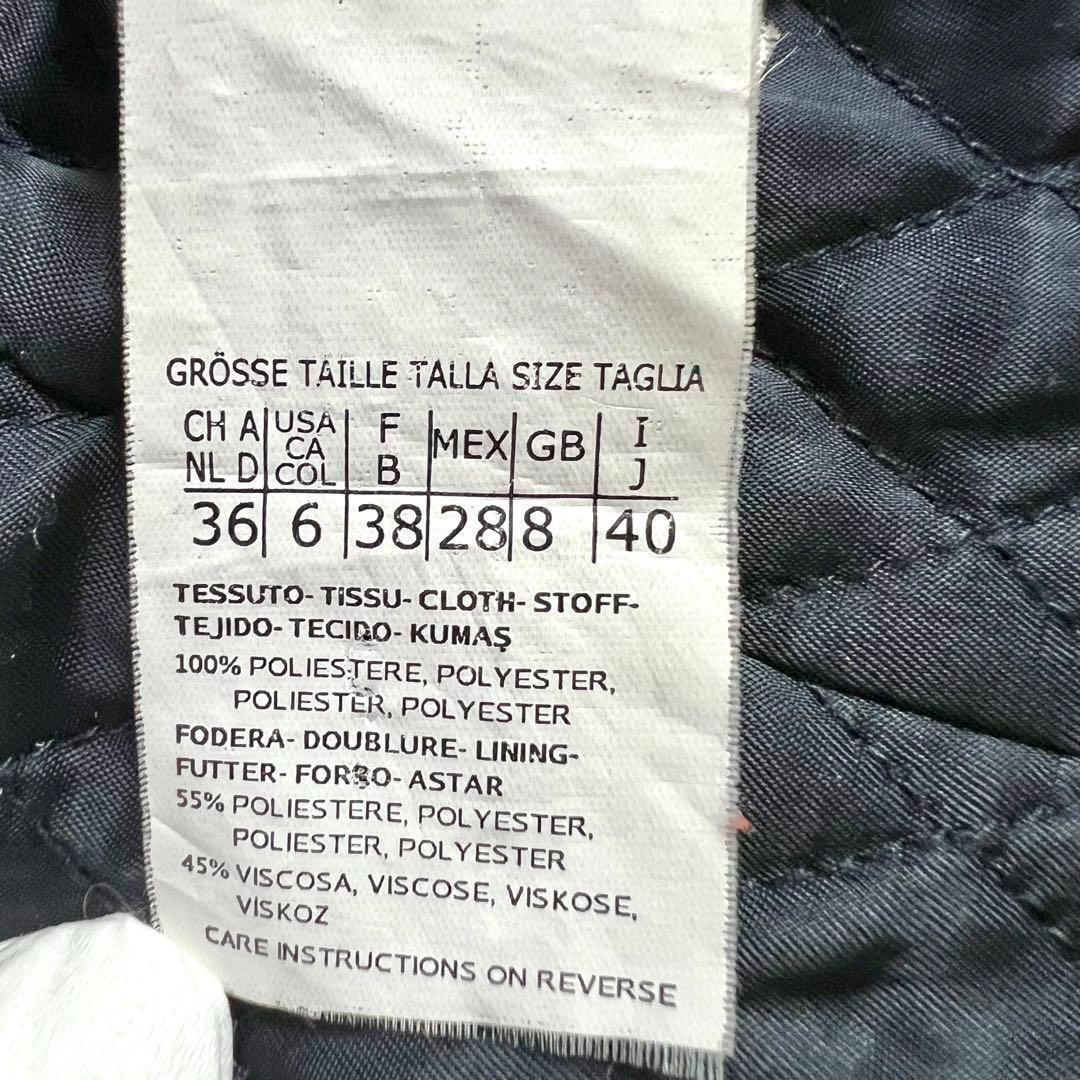 GRÖSSE TAILLE TALLA SIZE TAGLIA
CH A USA F MEX GB I
NL D CA B J
COL
36 6 38 28 8 40
TESSUTO- TISSU- CLOTH- STOFF-
TEJIDO- TECIDO- KUMAŞ
100% POLIESTERE, POLYESTER,
POLIESTER, POLYESTER
FODERA- DOUBLURE- LINING-
FUTTER- FORRO- ASTAR
55% POLIESTERE, POLYESTER,
POLIESTER, POLYESTER
45% VISCOSA, VISCOSE, VISKOSE,
VİSKOZ
CARE INSTRUCTIONS ON REVERSE